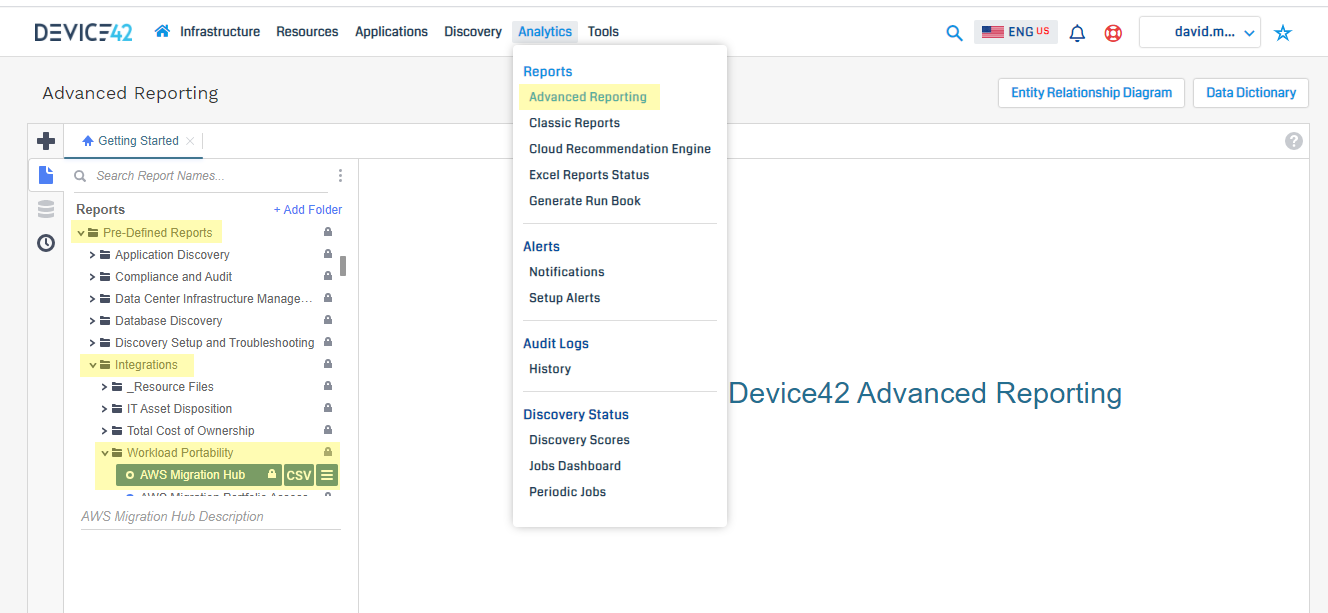 DEVICE42 Infrastructure Resources Applications Discovery Analytics Tools ENG US david.m...
Advanced Reporting
Entity Relationship Diagram Data Dictionary
Getting Started
?
Search Report Names...
Reports + Add Folder
Pre-Defined Reports
Application Discovery
Compliance and Audit
Data Center Infrastructure Manage...
Database Discovery
Discovery Setup and Troubleshooting
Integrations
_Resource Files
IT Asset Disposition
Total Cost of Ownership
Workload Portability
AWS Migration Hub CSV
AWS Migration Portfolio Assess...
AWS Migration Hub Description
Reports
Advanced Reporting
Classic Reports
Cloud Recommendation Engine
Excel Reports Status
Generate Run Book
Alerts
Notifications
Setup Alerts
Audit Logs
History
Discovery Status
Discovery Scores
Jobs Dashboard
Periodic Jobs
Device42 Advanced Reporting